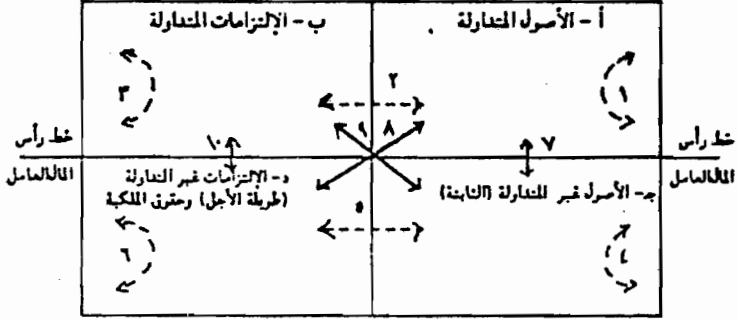 أ - الأصول المتداولة
ب - الإلتزامات المتداولة
١
٢
٣
٧
٨
٩
١٠
خط رأس
المال العامل
خط رأس
المال العامل
جـ- الأصول غير المتداولة (الثابتة)
د- الإلتزامات غير المتداولة
(طويلة الأجل) وحقوق الملكية
٤
٥
٦